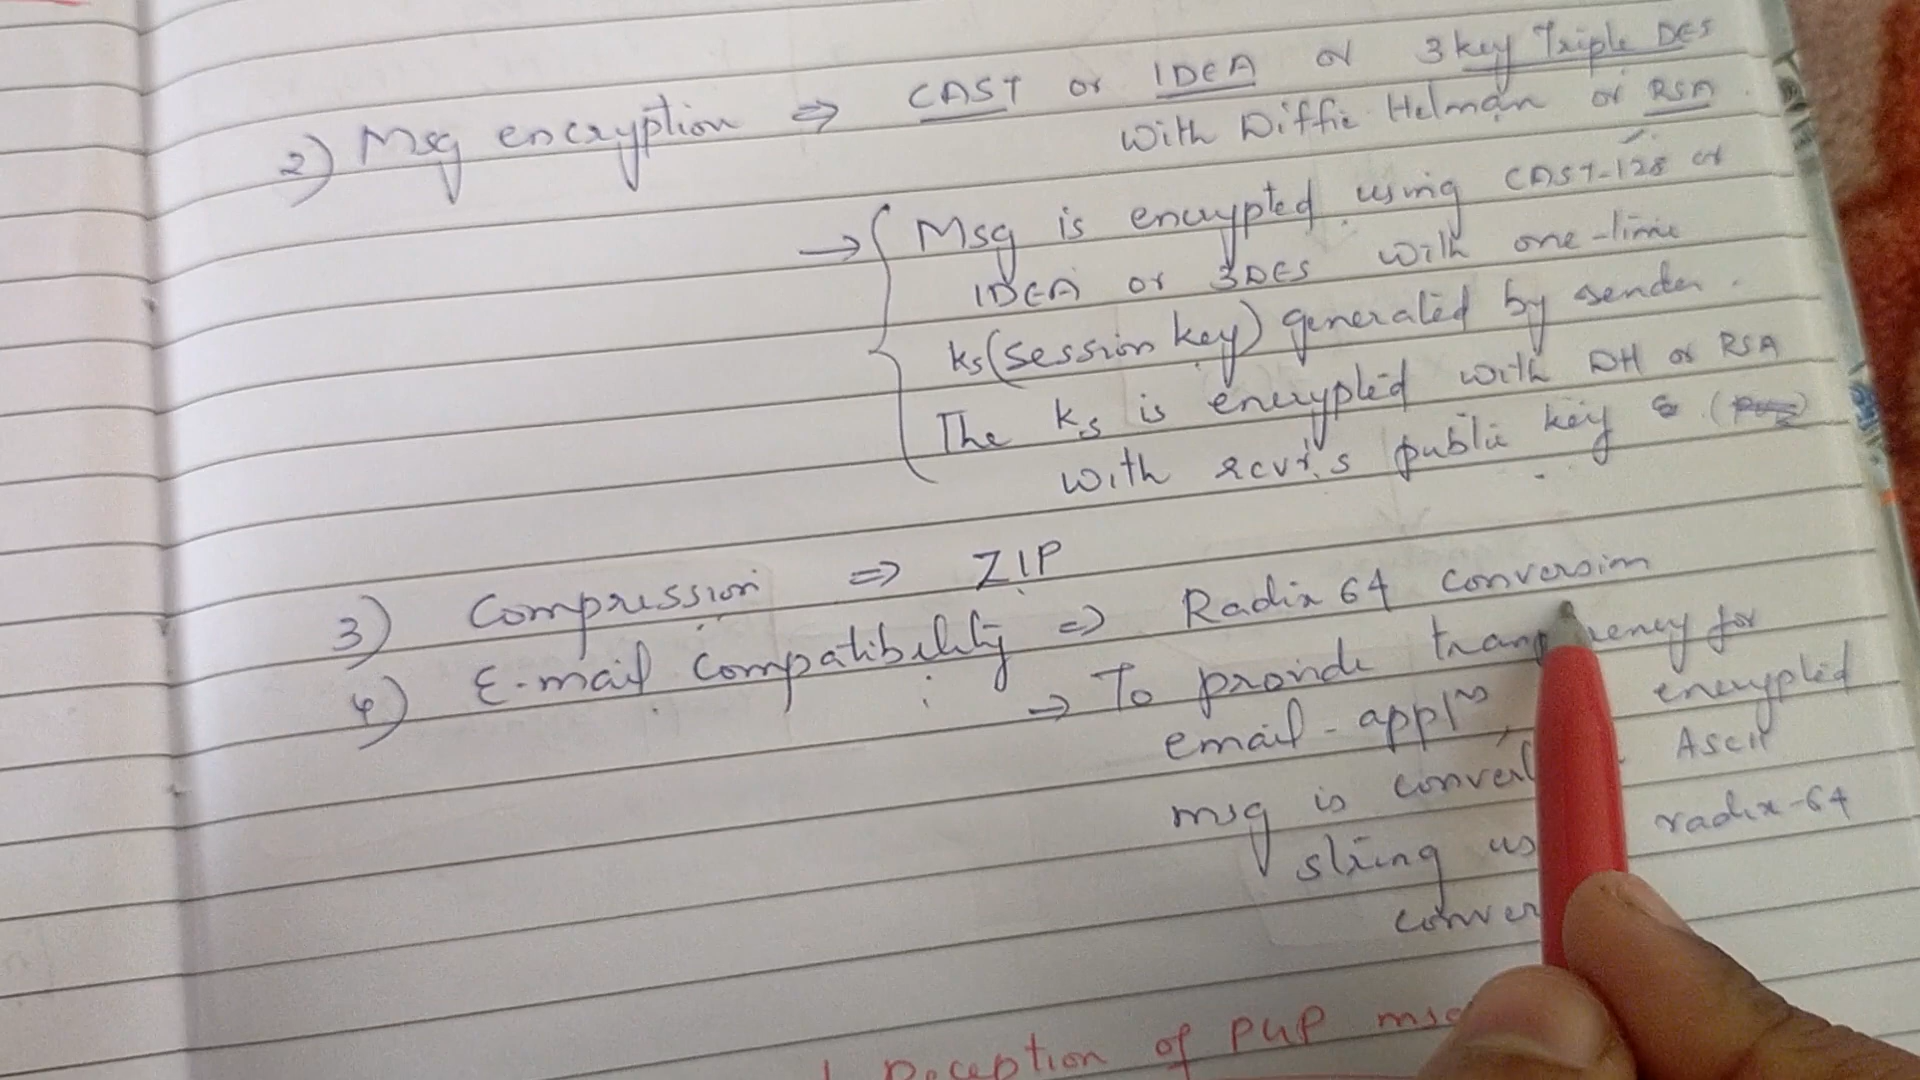 2) Msg encryption ⇒ CAST or IDEA or 3 key Triple DES
With Diffie Helman or RSA
→ { Msg is encrypted using CAST-128 or
IDEA or 3DES with one-time
ks (session key) generated by sender.
The ks is encrypted with DH or RSA
with rcvr's public key
3) Compression ⇒ ZIP
4) E-mail Compatibility ⇒ Radix 64 conversion
→ To provide
for
email - appln, encrypted
msg is Ascii
string radix-64
of PGP